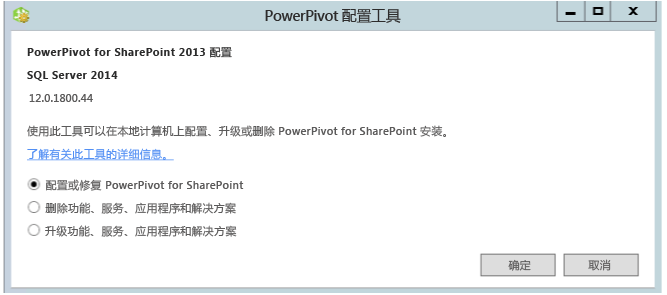 PowerPivot 配置工具
PowerPivot for SharePoint 2013 配置
SQL Server 2014
12.0.1800.44
使用此工具可以在本地计算机上配置、升级或删除 PowerPivot for SharePoint 安装。
了解有关此工具的详细信息。
配置或修复 PowerPivot for SharePoint
删除功能、服务、应用程序和解决方案
升级功能、服务、应用程序和解决方案
确定 取消